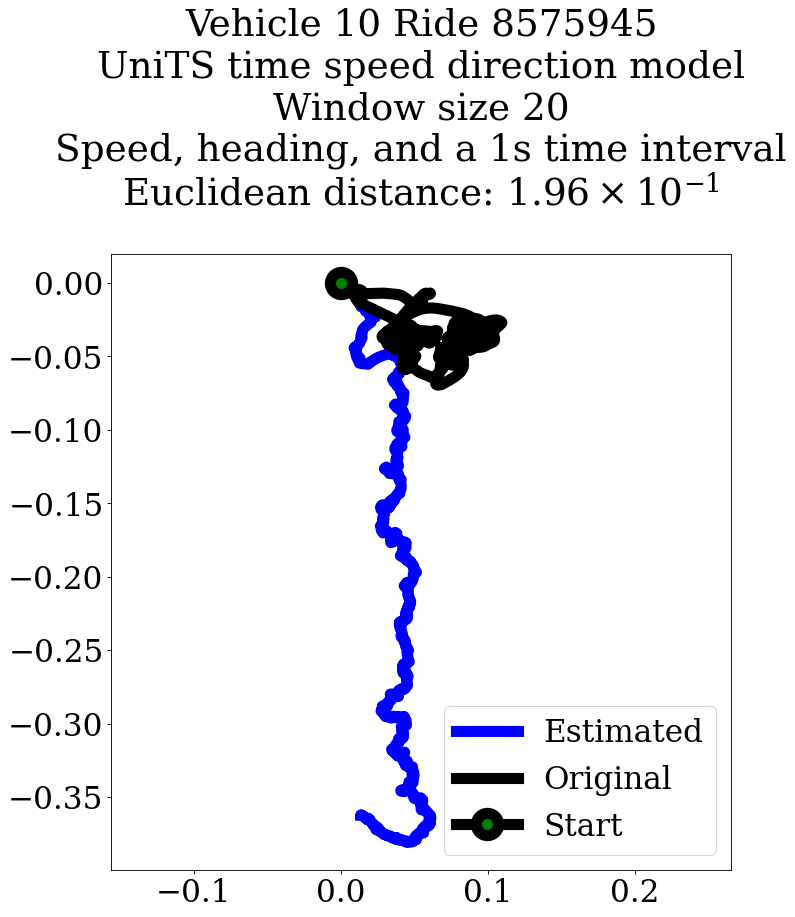 Vehicle 10 Ride 8575945
UniTS time speed direction model
Window size 20
Speed, heading, and a 1s time interval
Euclidean distance: 1.96 × 10⁻¹
0.00
−0.05
−0.10
−0.15
−0.20
−0.25
−0.30
−0.35
Estimated
Original
Start
−0.1 0.0 0.1 0.2